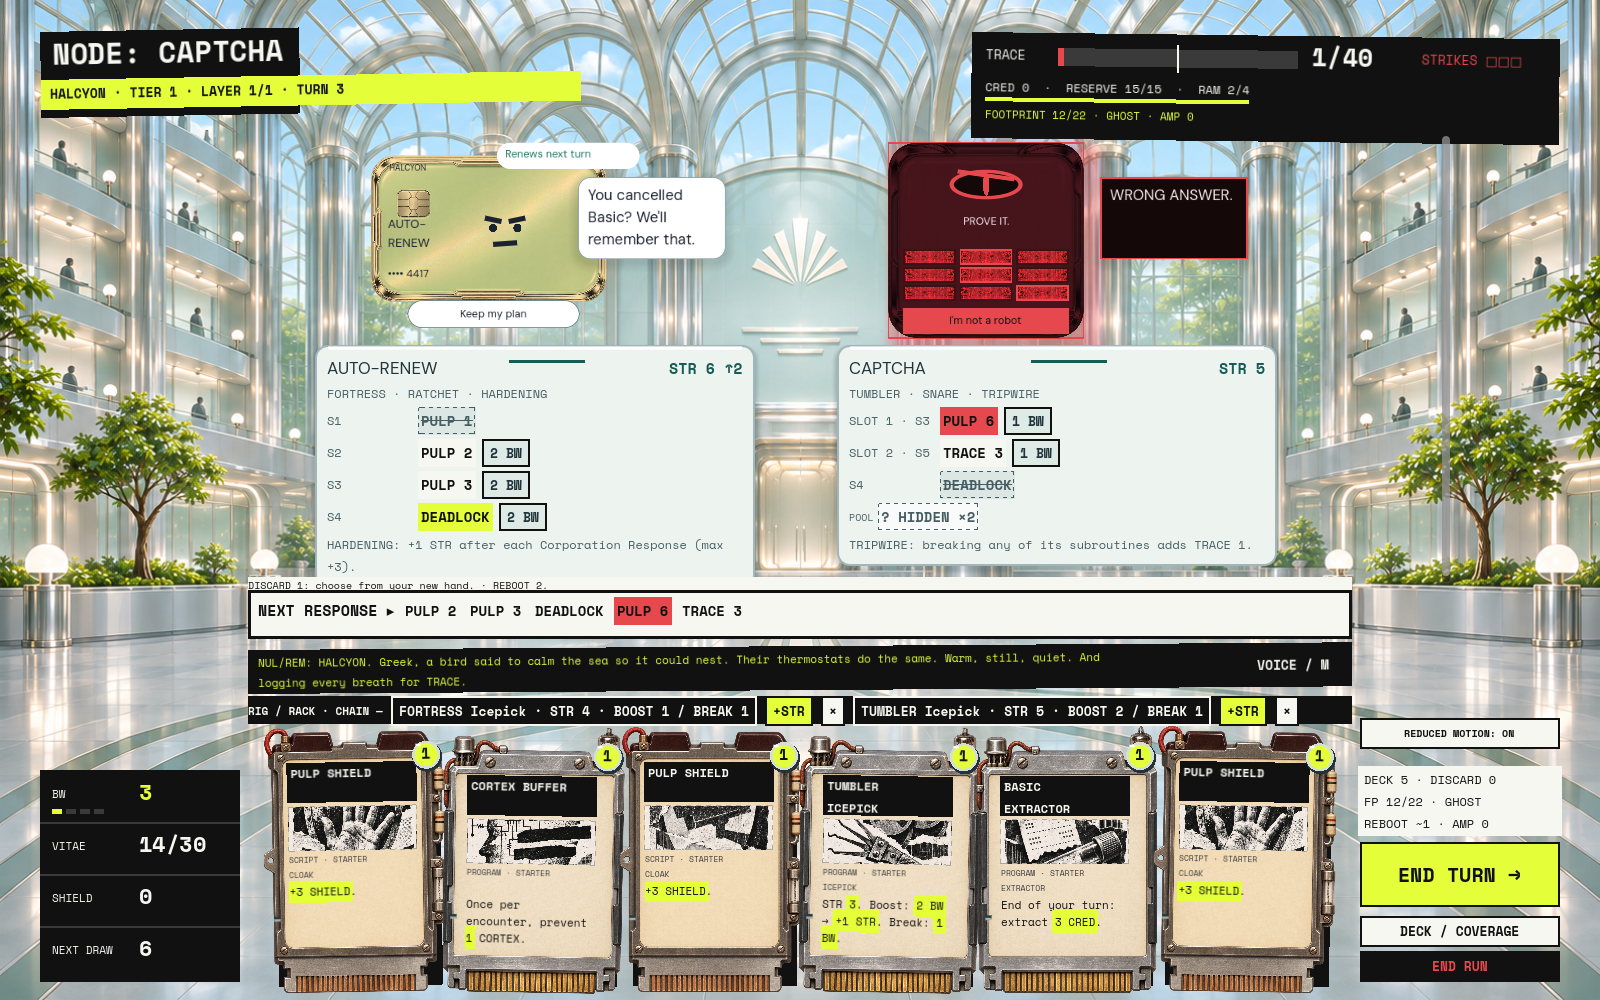 NODE: CAPTCHA
HALCYON · TIER 1 · LAYER 1/1 · TURN 3
TRACE 1/40 STRIKES □□□
CRED 0 · RESERVE 15/15 · RAM 2/4
FOOTPRINT 12/22 · GHOST · AMP 0
HALCYON
Renews next turn
AUTO-
RENEW
•••• 4417
You cancelled
Basic? We'll
remember that.
Keep my plan
PROVE IT.
I'm not a robot
WRONG ANSWER.
AUTO-RENEW STR 6 ↑2
FORTRESS · RATCHET · HARDENING
S1 PULP 1
S2 PULP 2 2 BW
S3 PULP 3 2 BW
S4 DEADLOCK 2 BW
HARDENING: +1 STR after each Corporation Response (max
+3).
CAPTCHA STR 5
TUMBLER · SNARE · TRIPWIRE
SLOT 1 · S3 PULP 6 1 BW
SLOT 2 · S5 TRACE 3 1 BW
S4 DEADLOCK
POOL ? HIDDEN ×2
TRIPWIRE: breaking any of its subroutines adds TRACE 1.
DISCARD 1: choose from your new hand. · REBOOT 2.
NEXT RESPONSE ▸ PULP 2 PULP 3 DEADLOCK PULP 6 TRACE 3
NUL/REM: HALCYON. Greek, a bird said to calm the sea so it could nest. Their thermostats do the same. Warm, still, quiet. And
logging every breath for TRACE.
VOICE / M
RIG / RACK · CHAIN —
FORTRESS Icepick · STR 4 · BOOST 1 / BREAK 1 +STR ×
TUMBLER Icepick · STR 5 · BOOST 2 / BREAK 1 +STR ×
REDUCED MOTION: ON
BW 3
VITAE 14/30
SHIELD 0
NEXT DRAW 6
1
PULP SHIELD
SCRIPT · STARTER
CLOAK
+3 SHIELD.
1
CORTEX BUFFER
PROGRAM · STARTER
Once per
encounter, prevent
1 CORTEX.
1
PULP SHIELD
SCRIPT · STARTER
CLOAK
+3 SHIELD.
1
TUMBLER
ICEPICK
PROGRAM · STARTER
ICEPICK
STR 3. Boost: 2 BW
→ +1 STR. Break: 1
BW.
1
BASIC
EXTRACTOR
PROGRAM · STARTER
EXTRACTOR
End of your turn:
extract 3 CRED.
1
PULP SHIELD
SCRIPT · STARTER
CLOAK
+3 SHIELD.
DECK 5 · DISCARD 0
FP 12/22 · GHOST
REBOOT ~1 · AMP 0
END TURN →
DECK / COVERAGE
END RUN